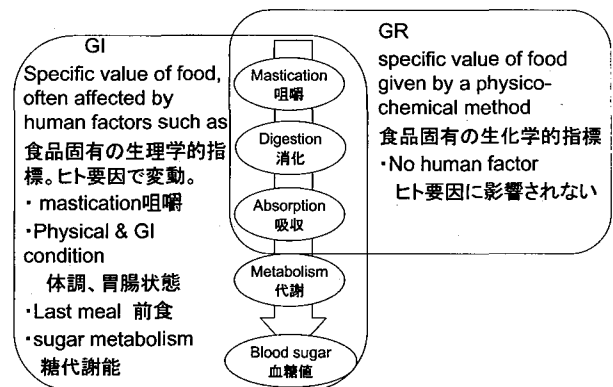 GI
Specific value of food,
often affected by
human factors such as
食品固有の生理学的指
標。ヒト要因で変動。
・ mastication咀嚼
・Physical & GI
condition
体調、胃腸状態
・Last meal 前食
・sugar metabolism
糖代謝能
Mastication
咀嚼
Digestion
消化
Absorption
吸収
Metabolism
代謝
Blood sugar
血糖値
GR
specific value of food
given by a physico-
chemical method
食品固有の生化学的指標
・No human factor
ヒト要因に影響されない